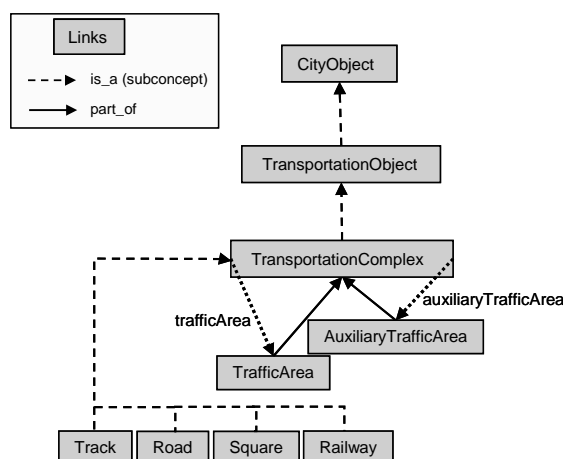 Links
is_a (subconcept)
part_of
CityObject
TransportationObject
TransportationComplex
trafficArea
auxiliaryTrafficArea
AuxiliaryTrafficArea
TrafficArea
Track
Road
Square
Railway